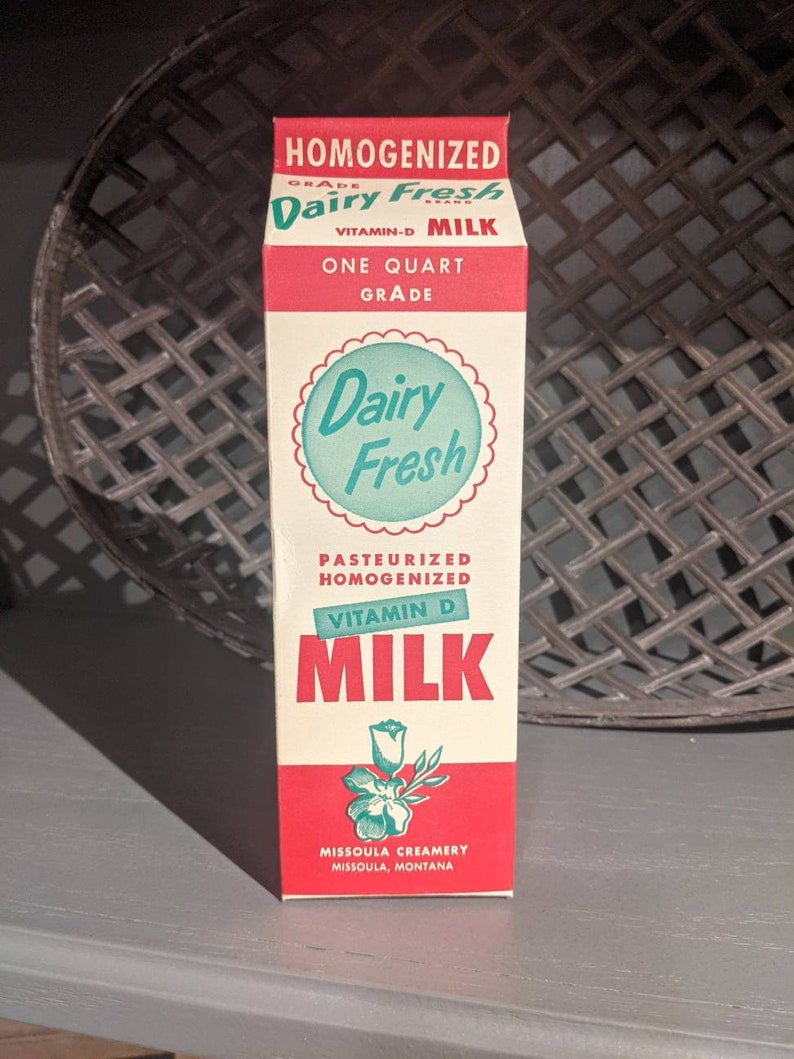 HOMOGENIZED
GRADE
Dairy Fresh
BRAND
VITAMIN-D MILK
ONE QUART
GRADE
Dairy
Fresh
PASTEURIZED
HOMOGENIZED
VITAMIN D
MILK
MISSOULA CREAMERY
MISSOULA, MONTANA